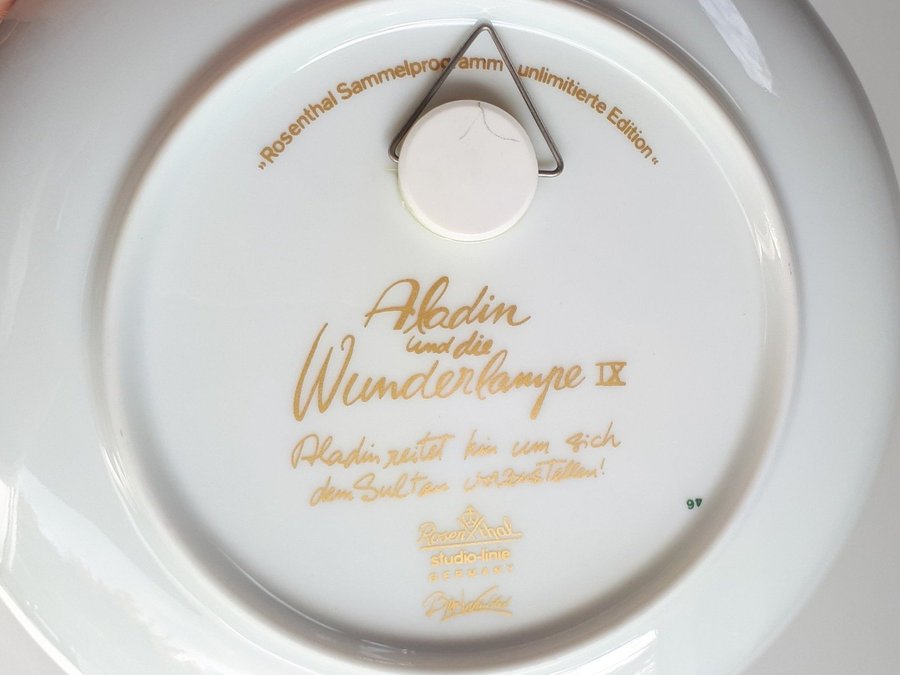 „Rosenthal Sammelprogramm unlimitierte Edition“
Aladin
und die
Wunderlampe IX
Aladin reitet hin um sich
dem Sultan vorzustellen!
Rosenthal
studio-linie
GERMANY